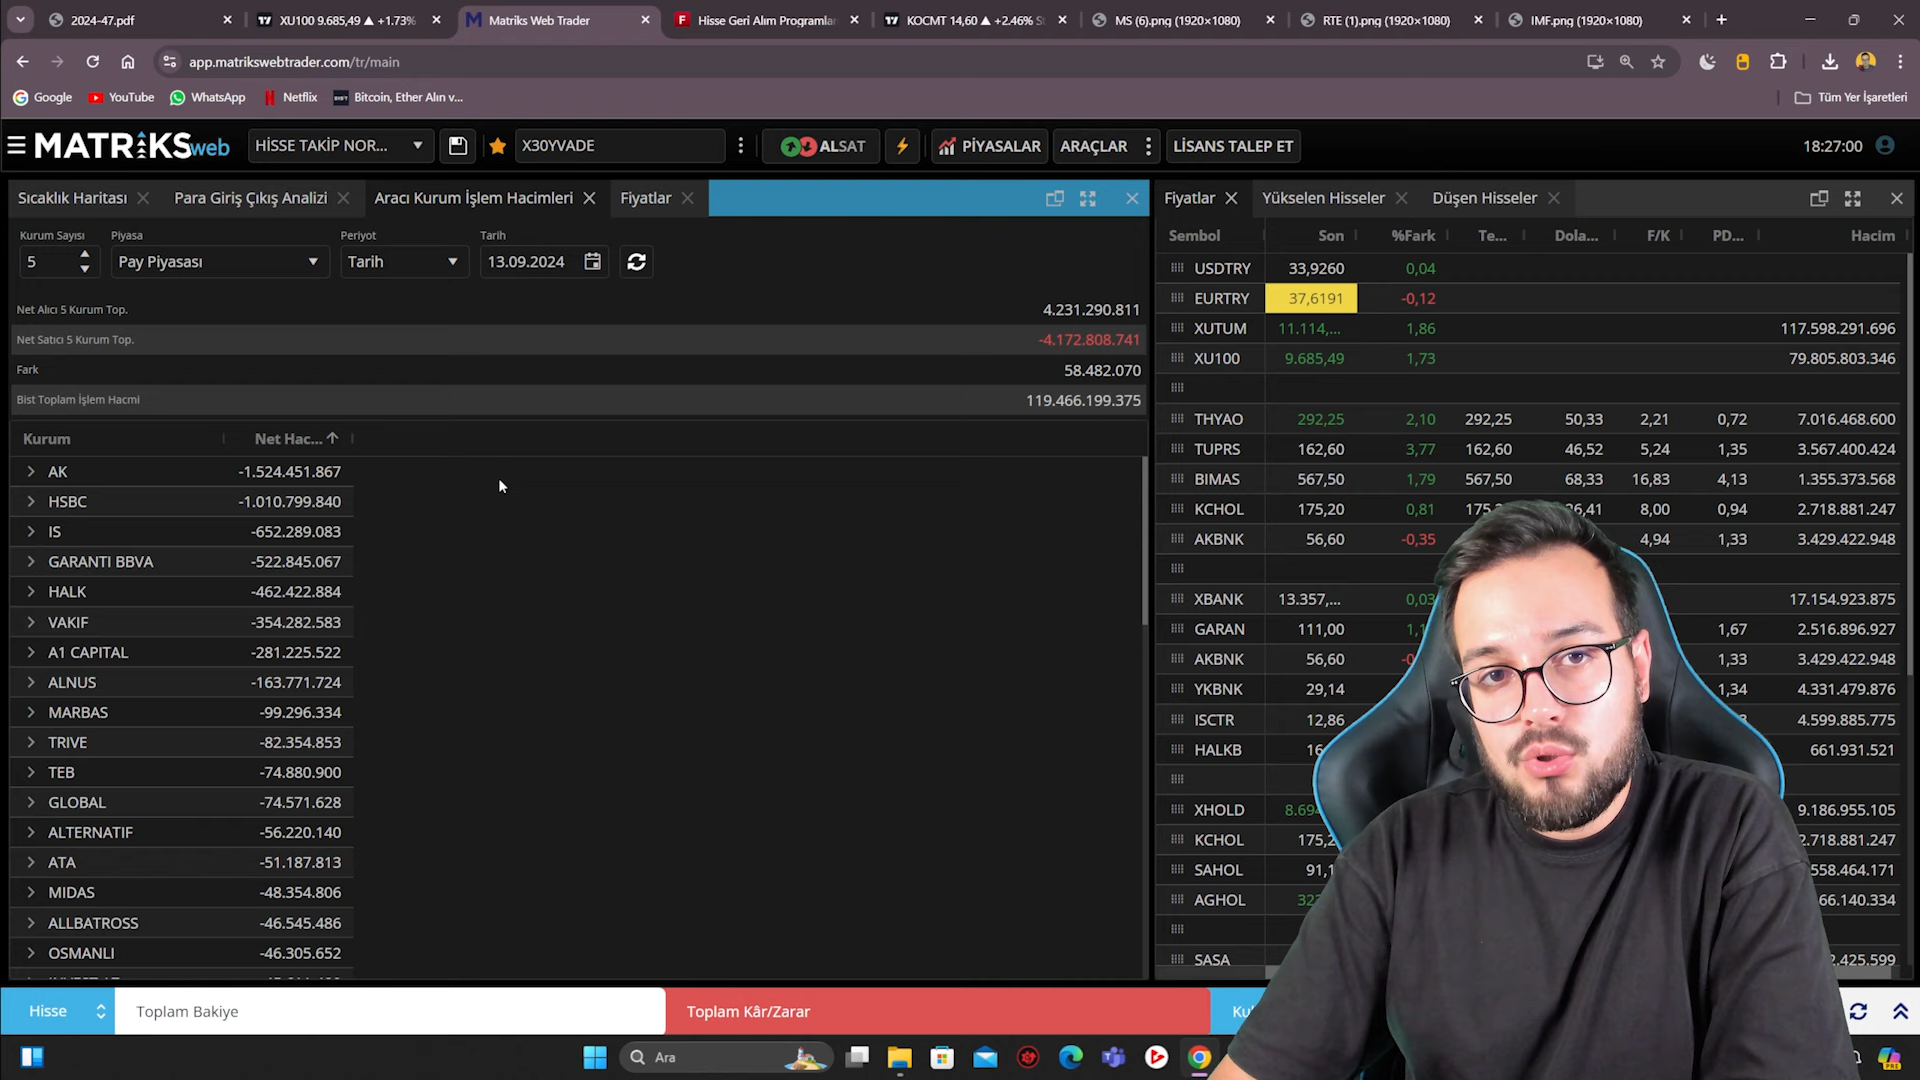 2024-47.pdf
XU100 9.685,49 ▲ +1.73%
Matriks Web Trader
Hisse Geri Alım Programlar
KOCMT 14,60 ▲ +2.46%
MS (6).png (1920×1080)
RTE (1).png (1920×1080)
IMF.png (1920×1080)
app.matrikswebtrader.com/tr/main
Google
YouTube
WhatsApp
Netflix
Bitcoin, Ether Alın v...
Tüm Yer İşaretleri
MATRiKS web
HİSSE TAKİP NOR...
X30YVADE
ALSAT
PİYASALAR
ARAÇLAR
LİSANS TALEP ET
18:27:00
Sıcaklık Haritası
Para Giriş Çıkış Analizi
Aracı Kurum İşlem Hacimleri
Fiyatlar
Kurum Sayısı
Piyasa
Periyot
Tarih
5
Pay Piyasası
Tarih
13.09.2024
Net Alıcı 5 Kurum Top. 4.231.290.811
Net Satıcı 5 Kurum Top. -4.172.808.741
Fark 58.482.070
Bist Toplam İşlem Hacmi 119.466.199.375
Kurum Net Hac...
AK -1.524.451.867
HSBC -1.010.799.840
IS -652.289.083
GARANTI BBVA -522.845.067
HALK -462.422.884
VAKIF -354.282.583
A1 CAPITAL -281.225.522
ALNUS -163.771.724
MARBAS -99.296.334
TRIVE -82.354.853
TEB -74.880.900
GLOBAL -74.571.628
ALTERNATIF -56.220.140
ATA -51.187.813
MIDAS -48.354.806
ALLBATROSS -46.545.486
OSMANLI -46.305.652
Fiyatlar
Yükselen Hisseler
Düşen Hisseler
Sembol Son %Fark Te... Dola... F/K PD... Hacim
USDTRY 33,9260 0,04
EURTRY 37,6191 -0,12
XUTUM 11.114,... 1,86 117.598.291.696
XU100 9.685,49 1,73 79.805.803.346
THYAO 292,25 2,10 292,25 50,33 2,21 0,72 7.016.468.600
TUPRS 162,60 3,77 162,60 46,52 5,24 1,35 3.567.400.424
BIMAS 567,50 1,79 567,50 68,33 16,83 4,13 1.355.373.568
KCHOL 175,20 0,81 8,00 0,94 2.718.881.247
AKBNK 56,60 -0,35 4,94 1,33 3.429.422.948
XBANK 13.357,... 0,03 17.154.923.875
GARAN 111,00 1,67 2.516.896.927
AKBNK 56,60 1,33 3.429.422.948
YKBNK 29,14 1,34 4.331.479.876
ISCTR 12,86 4.599.885.775
HALKB 661.931.521
XHOLD 9.186.955.105
KCHOL 2.718.881.247
SAHOL 558.464.171
AGHOL 66.140.334
SASA
Hisse
Toplam Bakiye
Toplam Kâr/Zarar
Ara